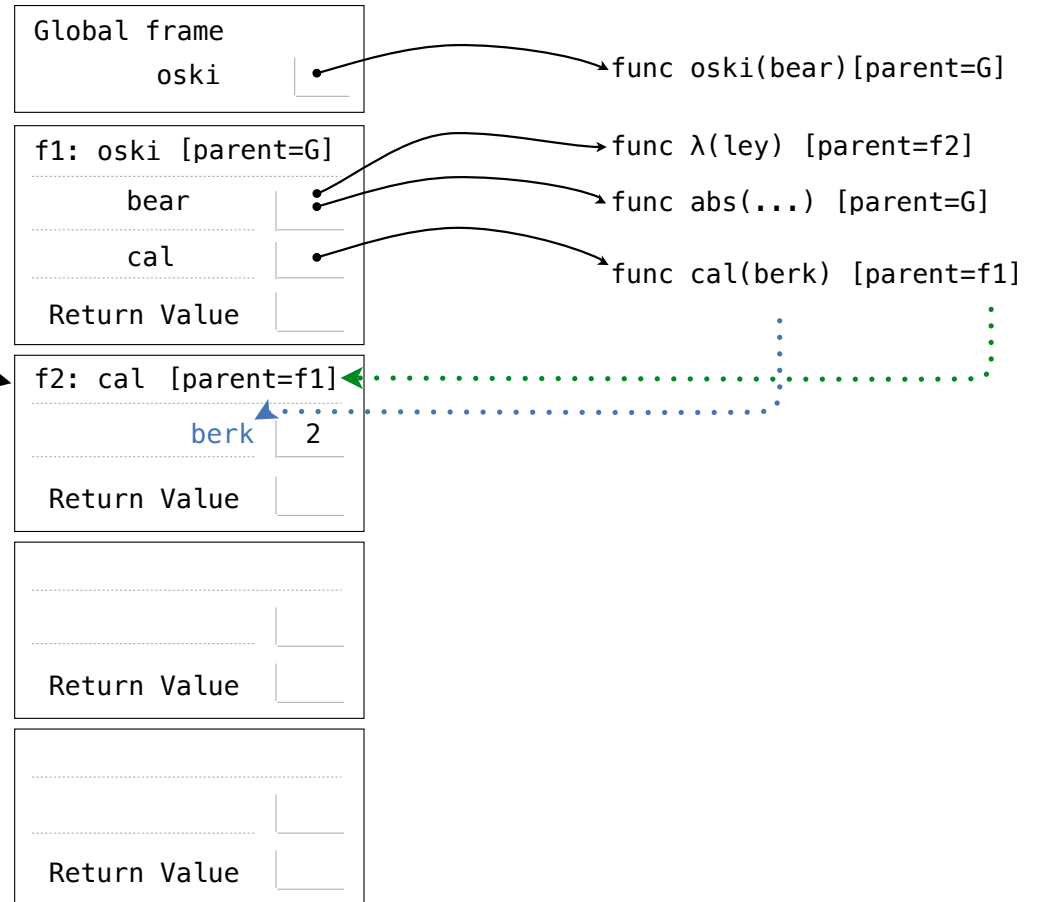 Global frame
oski
func oski(bear)[parent=G]
f1: oski [parent=G]
func λ(ley) [parent=f2]
bear
func abs(...) [parent=G]
cal
func cal(berk) [parent=f1]
Return Value
f2: cal [parent=f1]
berk 2
Return Value
Return Value
Return Value